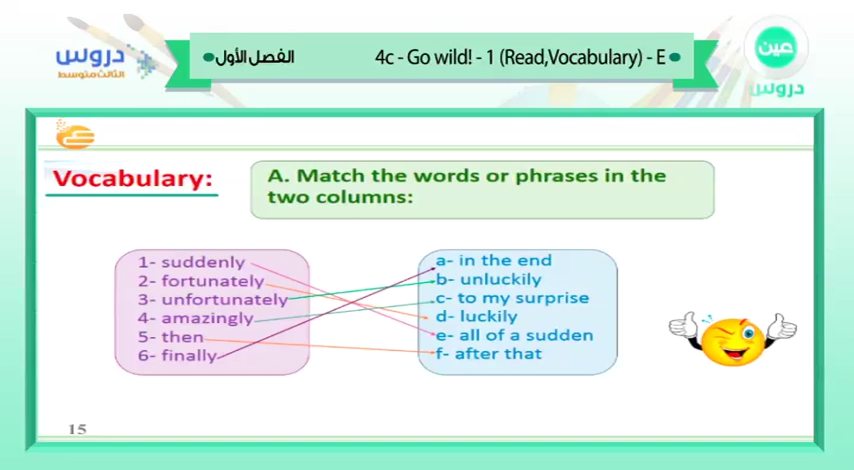 دروس
الثالث متوسط
الفصل الأول
4c - Go wild! - 1 (Read,Vocabulary) - E
عين
دروس
Vocabulary:
A. Match the words or phrases in the
two columns:
1- suddenly
2- fortunately
3- unfortunately
4- amazingly
5- then
6- finally
a- in the end
b- unluckily
c- to my surprise
d- luckily
e- all of a sudden
f- after that
15